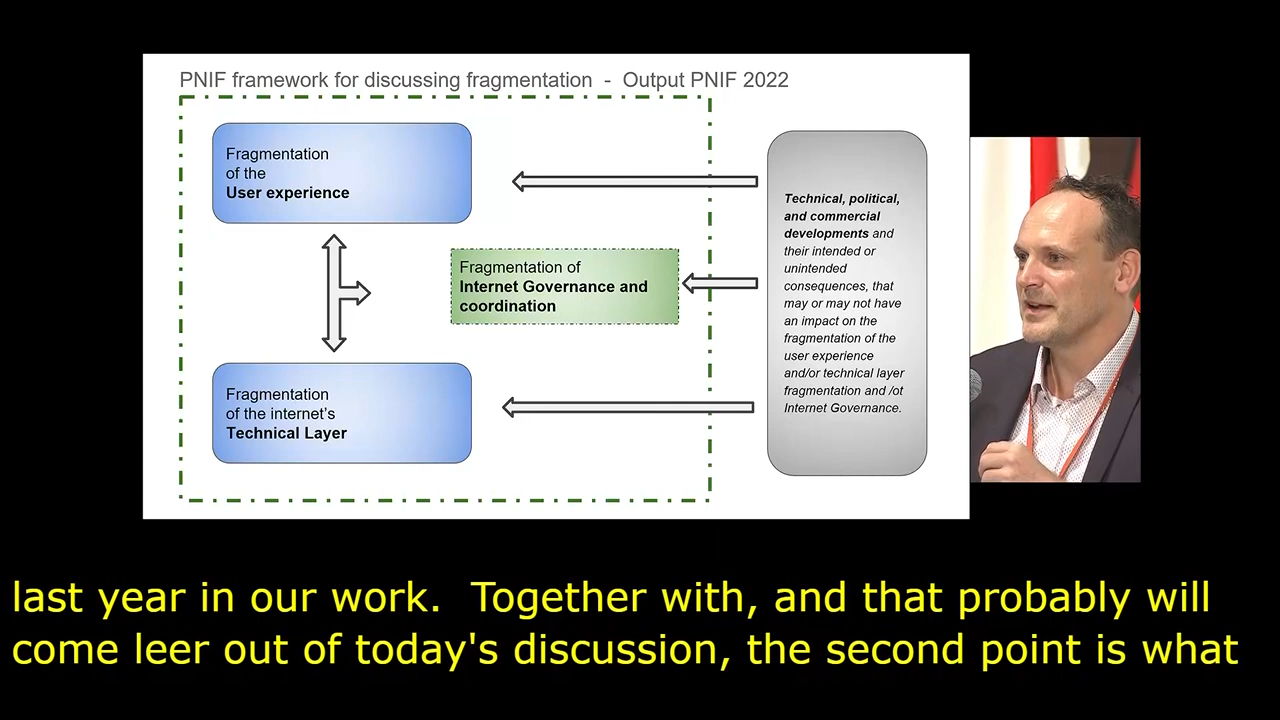 PNIF framework for discussing fragmentation - Output PNIF 2022
Fragmentation
of the
User experience
Fragmentation of
Internet Governance and
coordination
Fragmentation
of the internet's
Technical Layer
Technical, political,
and commercial
developments and
their intended or
unintended
consequences, that
may or may not have
an impact on the
fragmentation of the
user experience
and/or technical layer
fragmentation and /ot
Internet Governance.
last year in our work.  Together with, and that probably will
come leer out of today's discussion, the second point is what